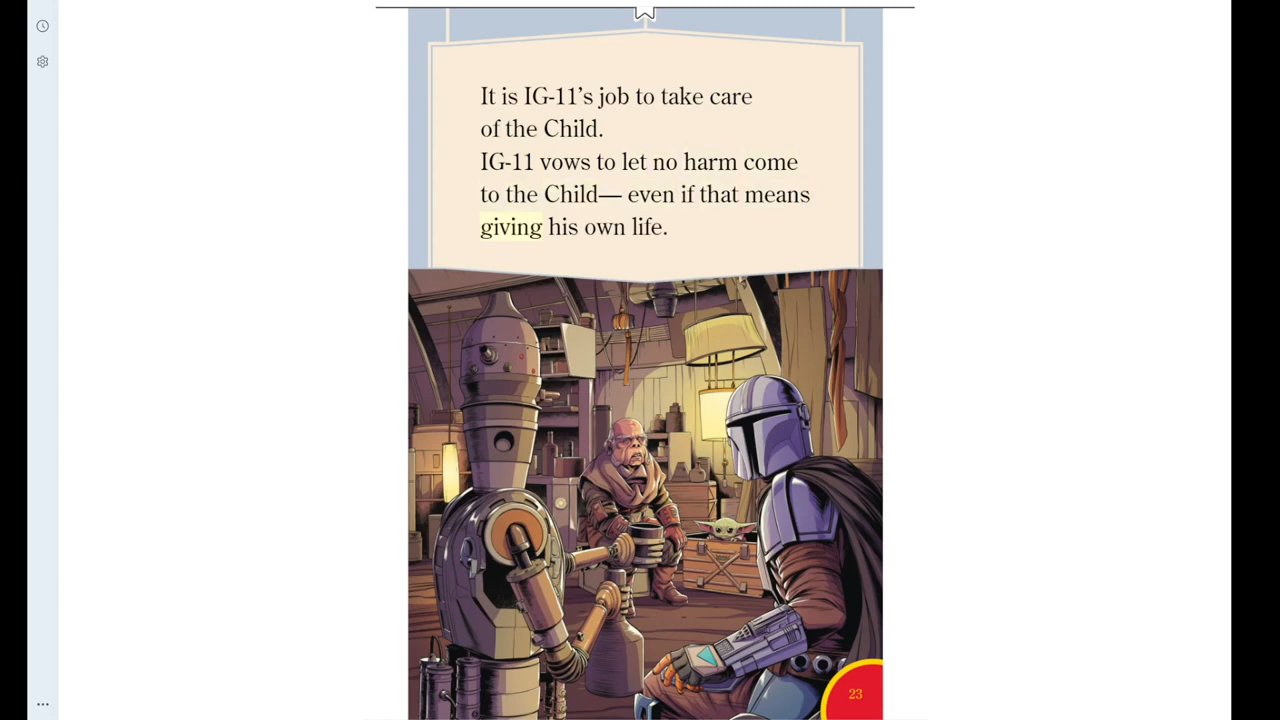 It is IG-11’s job to take care
of the Child.
IG-11 vows to let no harm come
to the Child— even if that means
giving his own life.
23